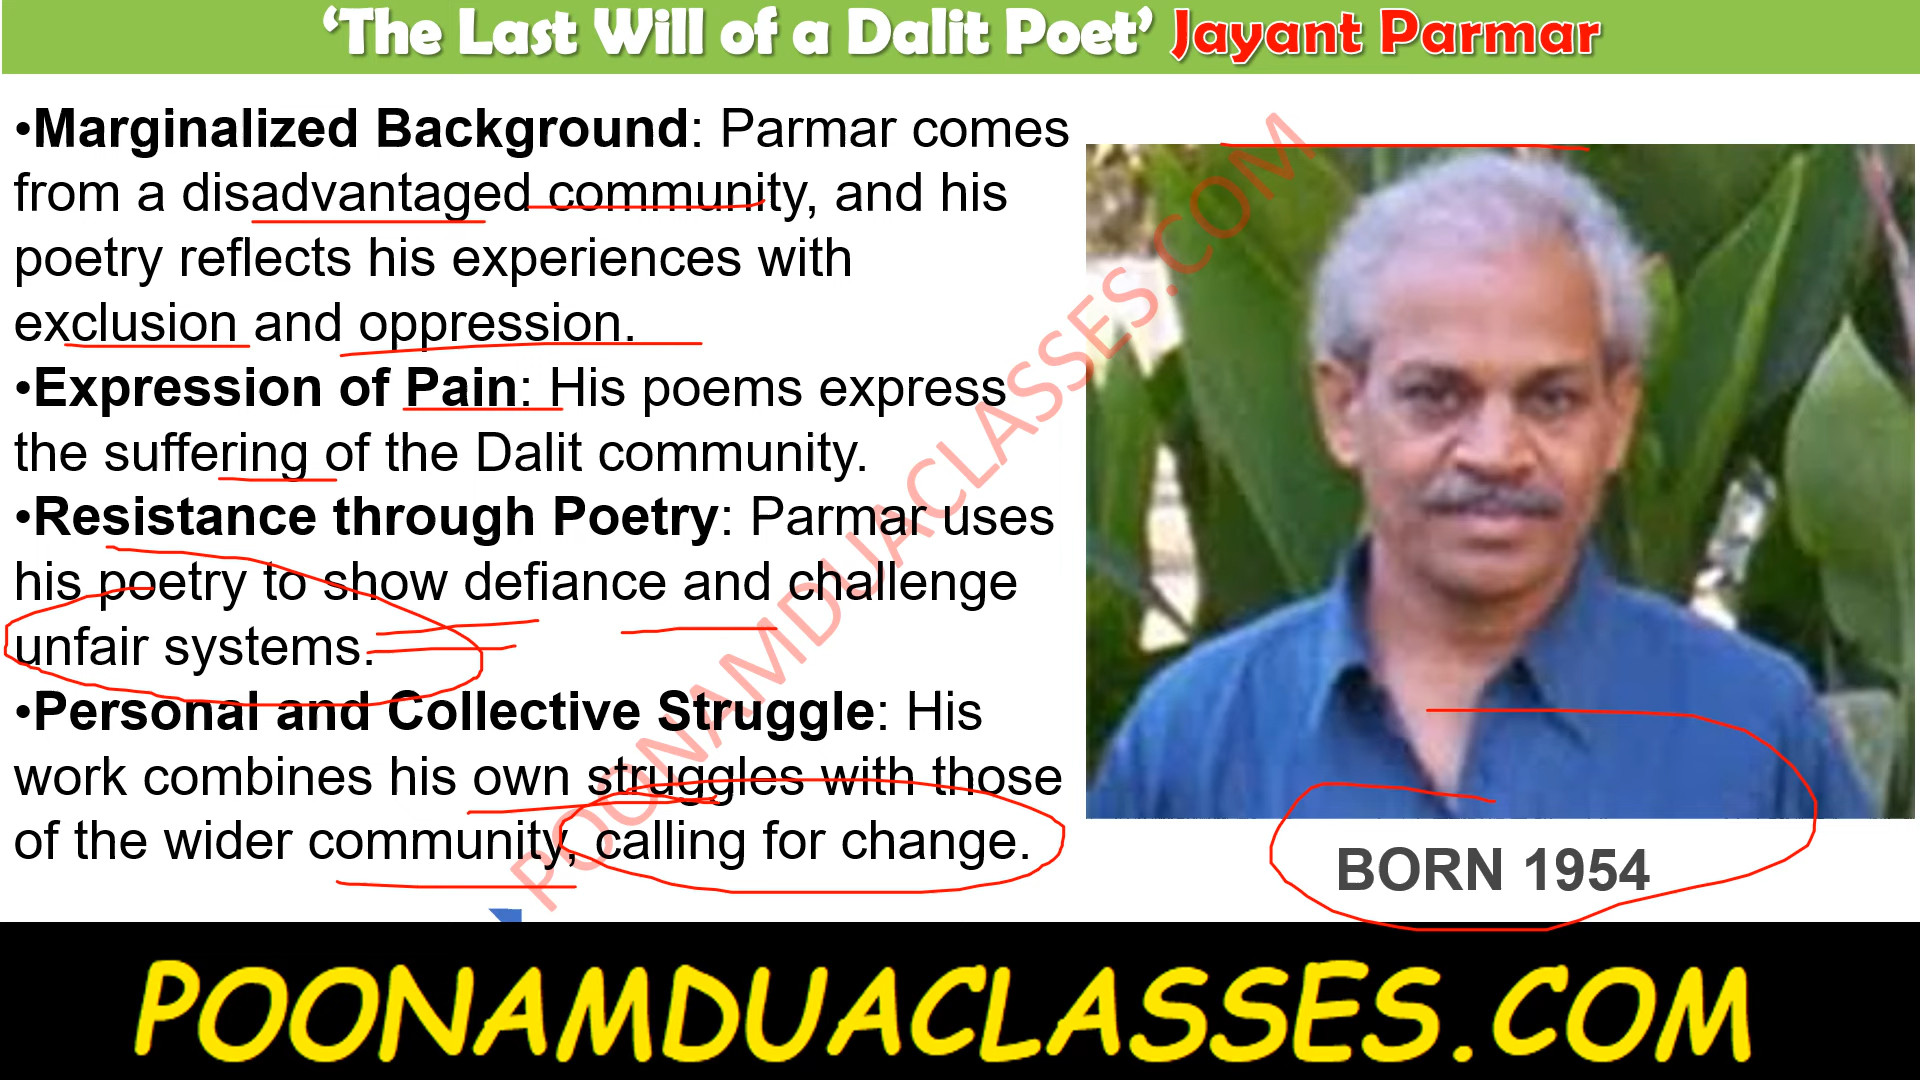 ‘The Last Will of a Dalit Poet’ Jayant Parmar
•Marginalized Background: Parmar comes
from a disadvantaged community, and his
poetry reflects his experiences with
exclusion and oppression.
•Expression of Pain: His poems express
the suffering of the Dalit community.
•Resistance through Poetry: Parmar uses
his poetry to show defiance and challenge
unfair systems.
•Personal and Collective Struggle: His
work combines his own struggles with those
of the wider community, calling for change.
POONAMDUACLASSES.COM
BORN 1954
POONAMDUACLASSES.COM